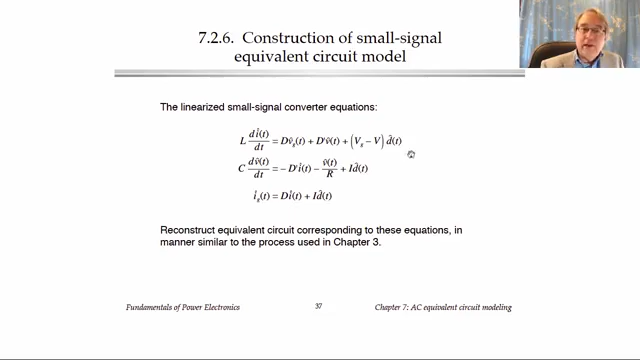 7.2.6. Construction of small-signal
equivalent circuit model
The linearized small-signal converter equations:
L dî(t)/dt = Dv̂g(t) + D'v̂(t) + (Vg – V) d̂(t)
C dv̂(t)/dt = – D'î(t) – v̂(t)/R + Id̂(t)
îg(t) = Dî(t) + Id̂(t)
Reconstruct equivalent circuit corresponding to these equations, in
manner similar to the process used in Chapter 3.
Fundamentals of Power Electronics 37 Chapter 7: AC equivalent circuit modeling